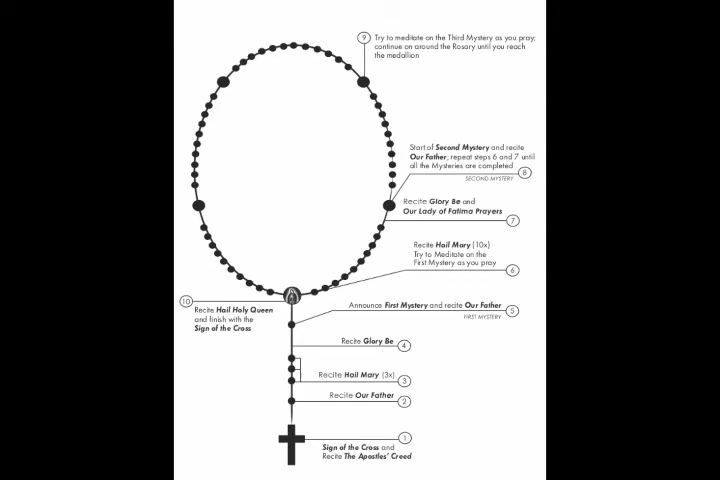 9
Try to meditate on the Third Mystery as you pray;
continue on around the Rosary until you reach
the medallion
Start of Second Mystery and recite
Our Father; repeat steps 6 and 7 until
all the Mysteries are completed
8
SECOND MYSTERY
Recite Glory Be and
Our Lady of Fatima Prayers
7
Recite Hail Mary (10x)
Try to Meditate on the
First Mystery as you pray
6
10
Recite Hail Holy Queen
and finish with the
Sign of the Cross
Announce First Mystery and recite Our Father
5
FIRST MYSTERY
Recite Glory Be
4
Recite Hail Mary (3x)
3
Recite Our Father
2
1
Sign of the Cross and
Recite The Apostles' Creed